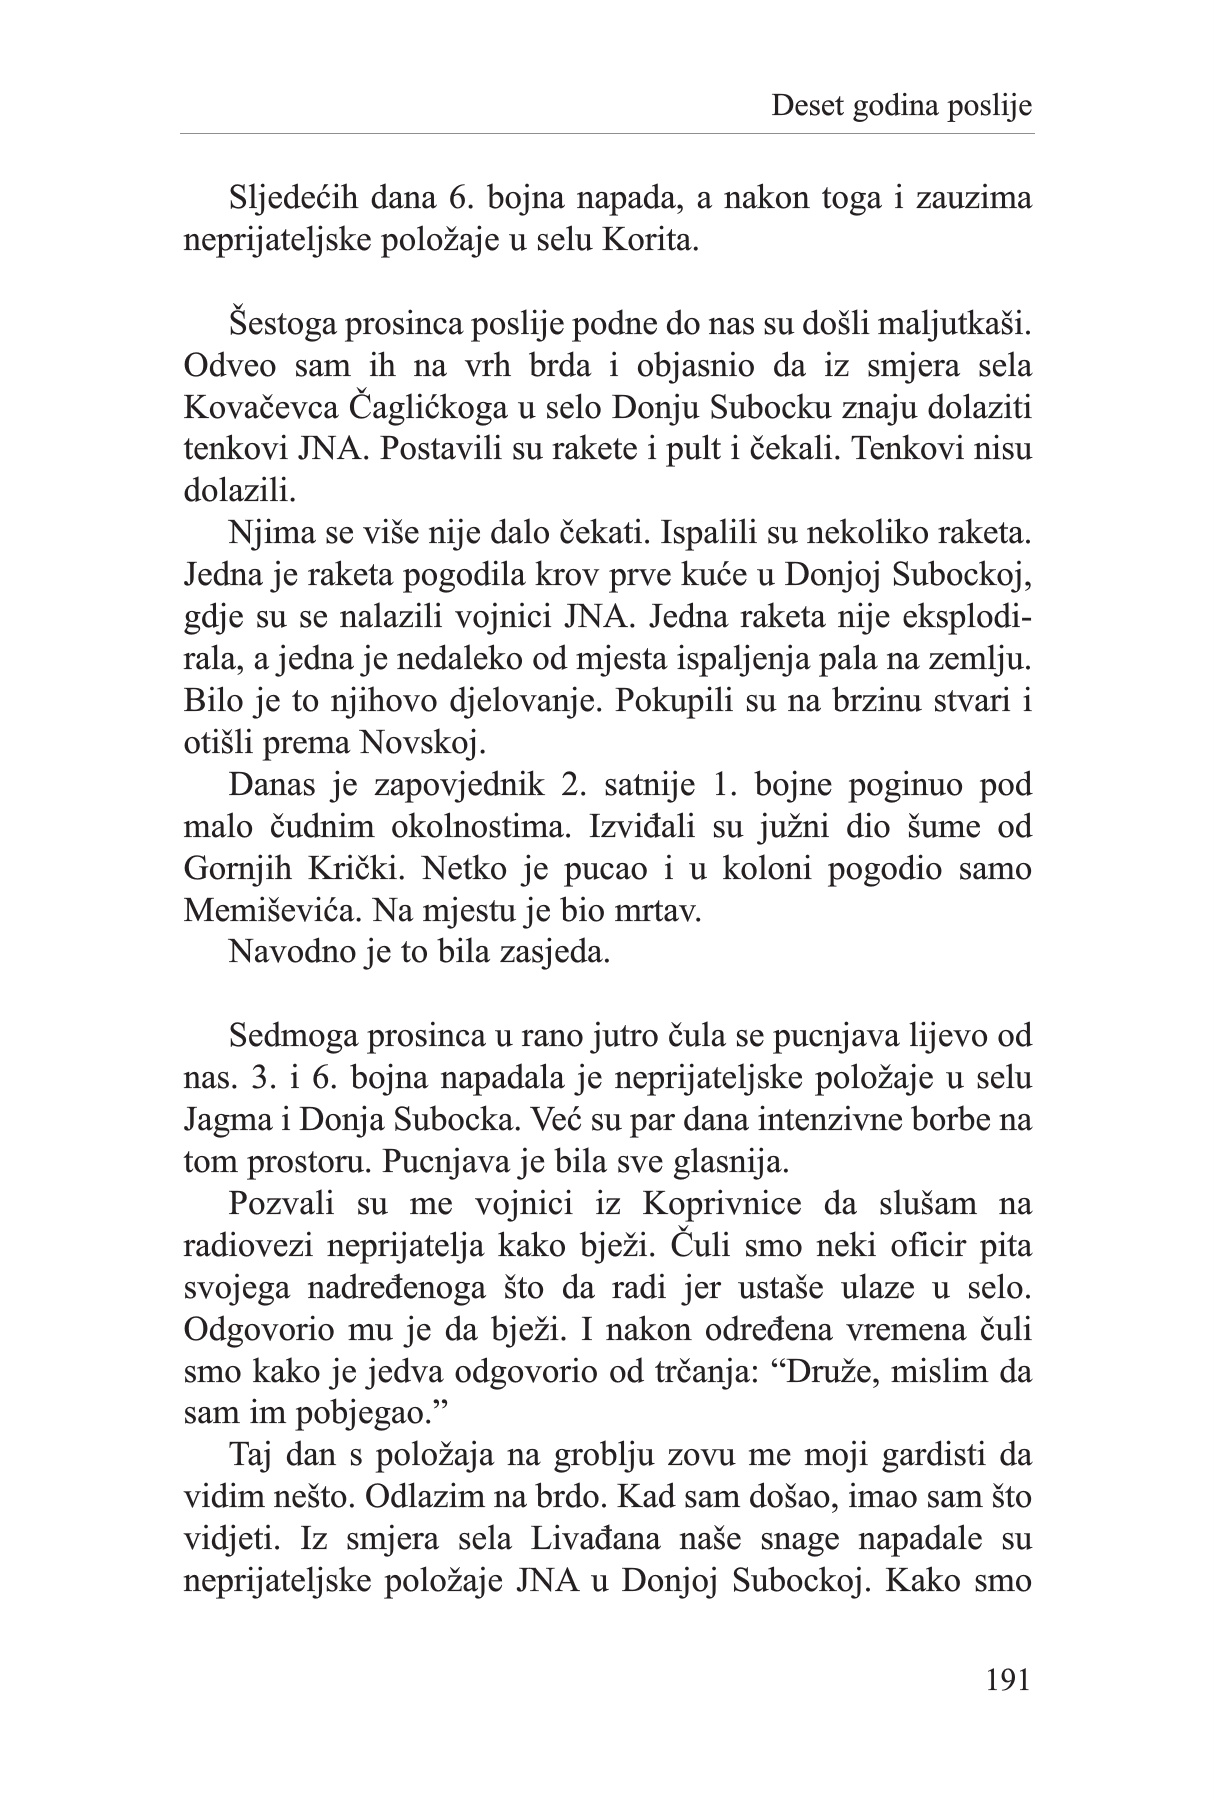 Deset godina poslije
Sljedećih dana 6. bojna napada, a nakon toga i zauzima
neprijateljske položaje u selu Korita.
Šestoga prosinca poslije podne do nas su došli maljutkaši.
Odveo sam ih na vrh brda i objasnio da iz smjera sela
Kovačevca Čaglićkoga u selo Donju Subocku znaju dolaziti
tenkovi JNA. Postavili su rakete i pult i čekali. Tenkovi nisu
dolazili.
Njima se više nije dalo čekati. Ispalili su nekoliko raketa.
Jedna je raketa pogodila krov prve kuće u Donjoj Subockoj,
gdje su se nalazili vojnici JNA. Jedna raketa nije eksplodi-
rala, a jedna je nedaleko od mjesta ispaljenja pala na zemlju.
Bilo je to njihovo djelovanje. Pokupili su na brzinu stvari i
otišli prema Novskoj.
Danas je zapovjednik 2. satnije 1. bojne poginuo pod
malo čudnim okolnostima. Izviđali su južni dio šume od
Gornjih Krički. Netko je pucao i u koloni pogodio samo
Memiševića. Na mjestu je bio mrtav.
Navodno je to bila zasjeda.
Sedmoga prosinca u rano jutro čula se pucnjava lijevo od
nas. 3. i 6. bojna napadala je neprijateljske položaje u selu
Jagma i Donja Subocka. Već su par dana intenzivne borbe na
tom prostoru. Pucnjava je bila sve glasnija.
Pozvali su me vojnici iz Koprivnice da slušam na
radiovezi neprijatelja kako bježi. Čuli smo neki oficir pita
svojega nadređenoga što da radi jer ustaše ulaze u selo.
Odgovorio mu je da bježi. I nakon određena vremena čuli
smo kako je jedva odgovorio od trčanja: “Druže, mislim da
sam im pobjegao.”
Taj dan s položaja na groblju zovu me moji gardisti da
vidim nešto. Odlazim na brdo. Kad sam došao, imao sam što
vidjeti. Iz smjera sela Livađana naše snage napadale su
neprijateljske položaje JNA u Donjoj Subockoj. Kako smo
191